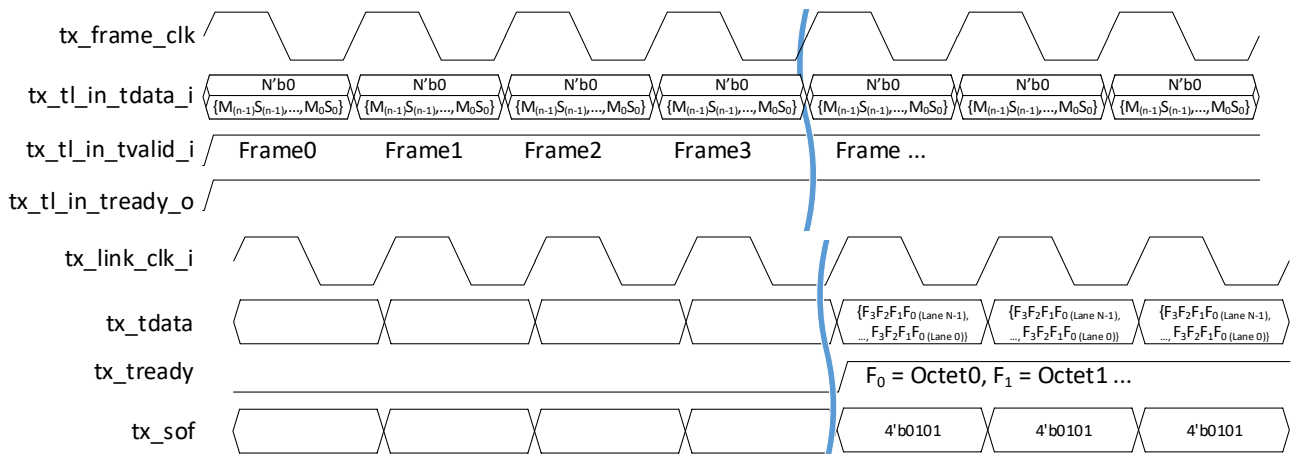 tx_frame_clk
tx_tl_in_tdata_i N'b0 N'b0 N'b0 N'b0 N'b0 N'b0 N'b0
{M(n-1)S(n-1),...,M0S0} {M(n-1)S(n-1),...,M0S0} {M(n-1)S(n-1),...,M0S0} {M(n-1)S(n-1),...,M0S0} {M(n-1)S(n-1),...,M0S0} {M(n-1)S(n-1),...,M0S0} {M(n-1)S(n-1),...,M0S0}
tx_tl_in_tvalid_i Frame0 Frame1 Frame2 Frame3 Frame ...
tx_tl_in_tready_o
tx_link_clk_i
tx_tdata {F3F2F1F0 (Lane N-1), {F3F2F1F0 (Lane N-1), {F3F2F1F0 (Lane N-1),
..., F3F2F1F0 (Lane 0)} ..., F3F2F1F0 (Lane 0)} ..., F3F2F1F0 (Lane 0)}
tx_tready F0 = Octet0, F1 = Octet1 ...
tx_sof 4'b0101 4'b0101 4'b0101